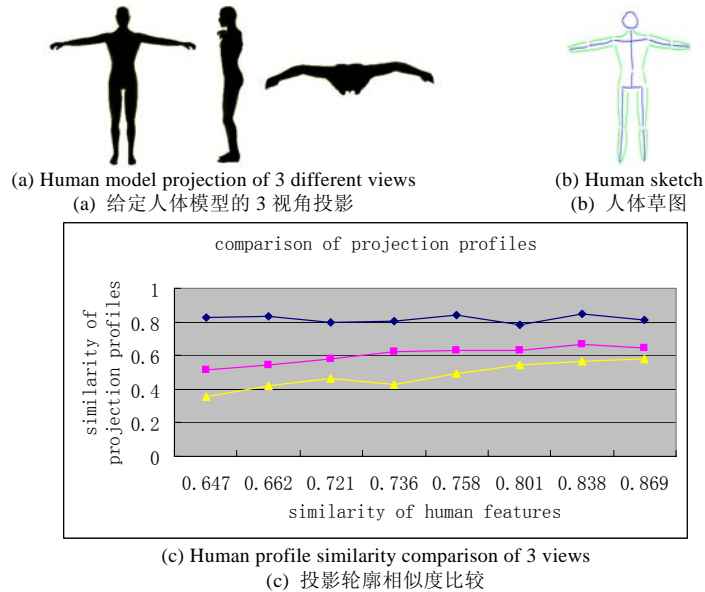 (a) Human model projection of 3 different views
(a) 给定人体模型的 3 视角投影
(b) Human sketch
(b) 人体草图
comparison of projection profiles
similarity of
projection profiles
1
0.8
0.6
0.4
0.2
0
0.647 0.662 0.721 0.736 0.758 0.801 0.838 0.869
similarity of human features
(c) Human profile similarity comparison of 3 views
(c) 投影轮廓相似度比较